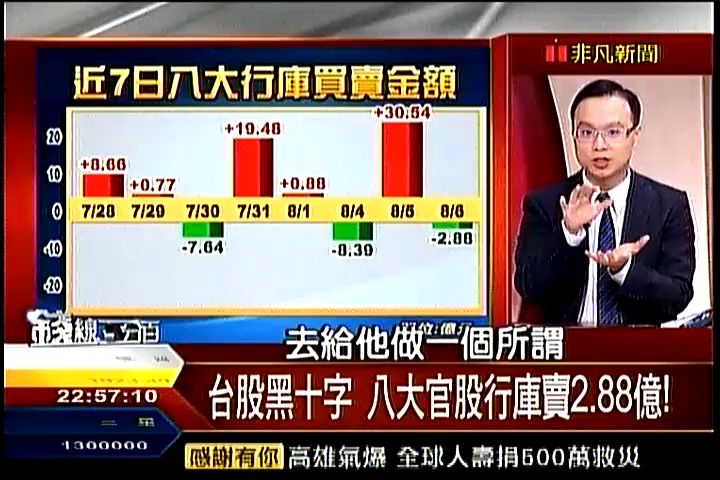 非凡新聞
近7日八大行庫買賣金額
20
10
0
-10
-20
+8.66
+0.77
-7.64
+19.48
+0.88
-8.39
+30.54
-2.88
7/28 7/29 7/30 7/31 8/1 8/4 8/5 8/6
去給他做一個所謂
22:57:10
台股黑十字 八大官股行庫賣2.88億!
1300000
感謝有你 高雄氣爆 全球人壽捐500萬救災